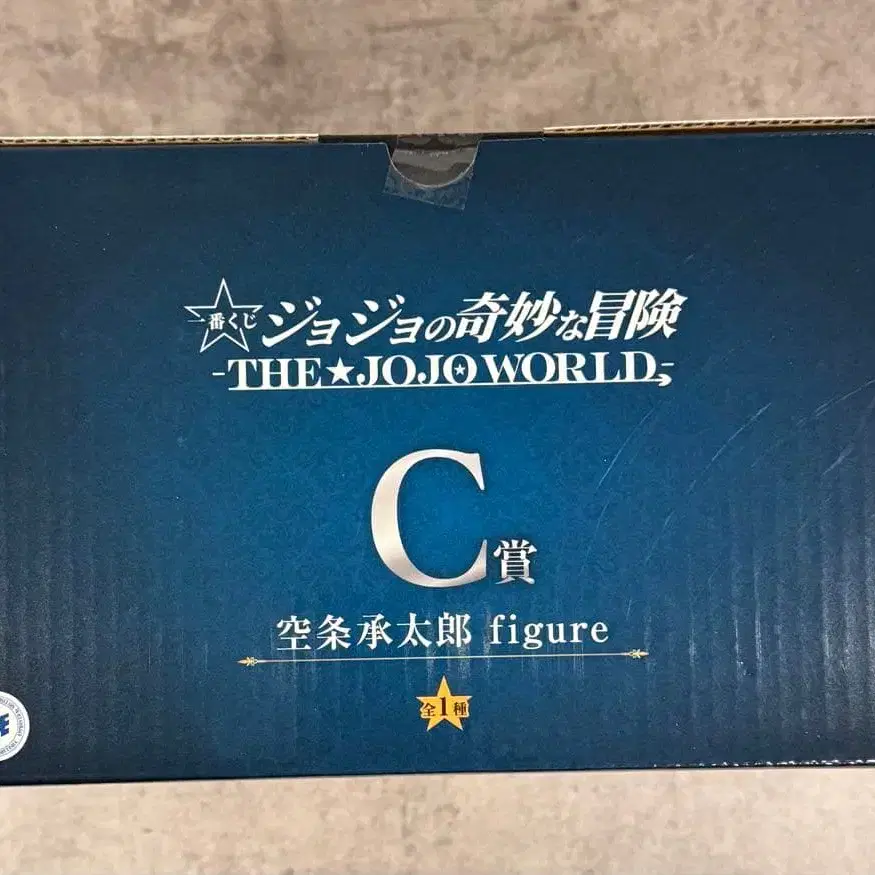 一番くじ ジョジョの奇妙な冒険
-THE★JOJO WORLD-
C賞
空条承太郎 figure
全1種